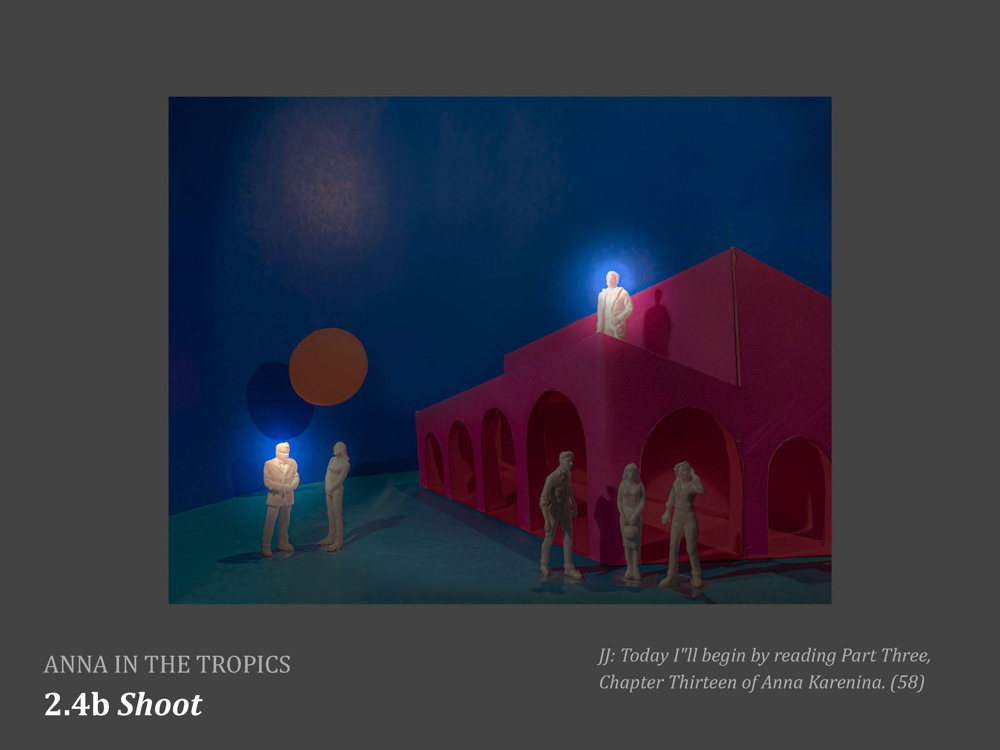 ANNA IN THE TROPICS
2.4b Shoot
JJ: Today I"ll begin by reading Part Three,
Chapter Thirteen of Anna Karenina. (58)